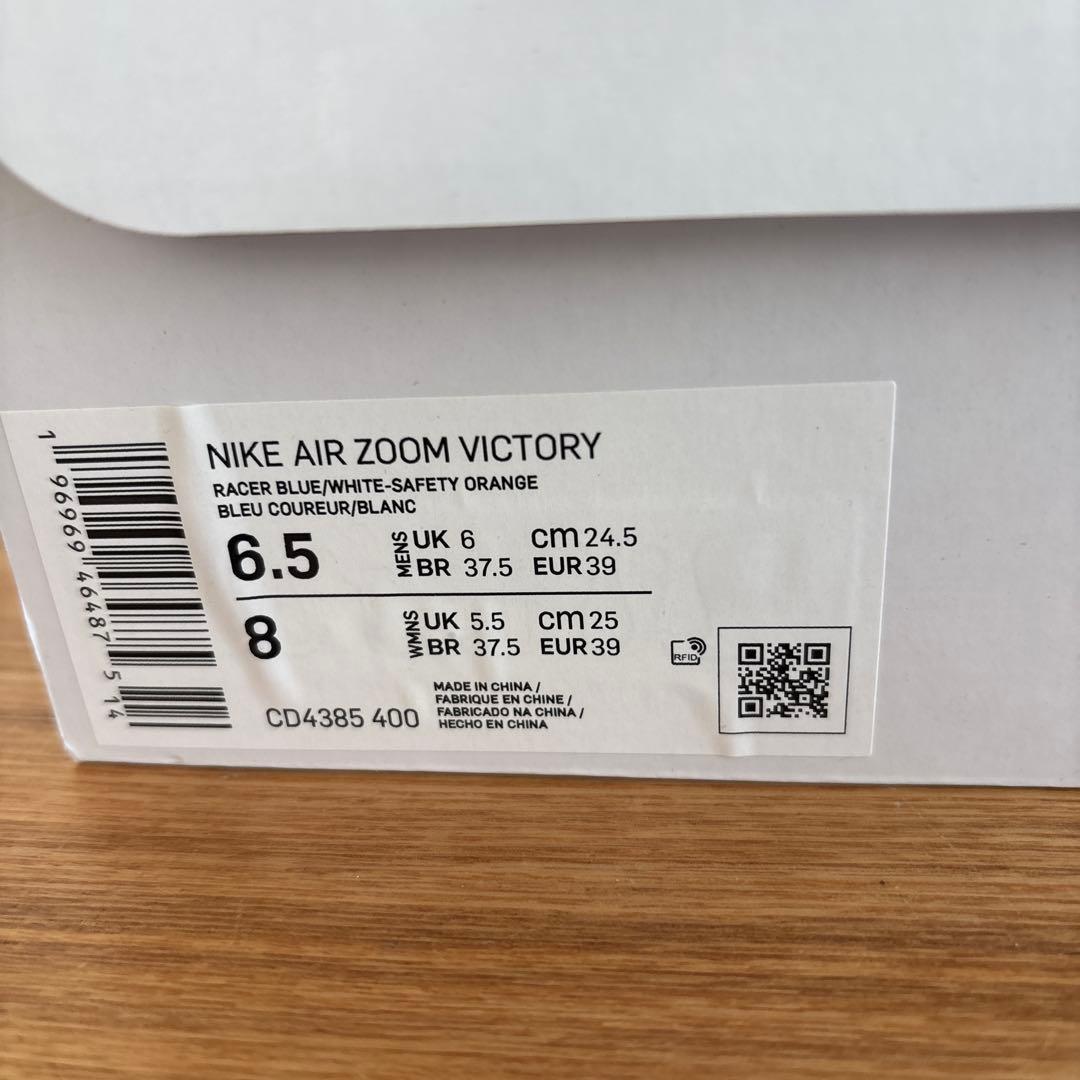 NIKE AIR ZOOM VICTORY
RACER BLUE/WHITE-SAFETY ORANGE
BLEU COUREUR/BLANC
6.5 MENS UK 6 cm 24.5
BR 37.5 EUR 39
8 WMNS UK 5.5 cm 25
BR 37.5 EUR 39
RFID
CD4385 400
MADE IN CHINA /
FABRIQUE EN CHINE /
FABRICADO NA CHINA /
HECHO EN CHINA
1 96969 46487 5 14